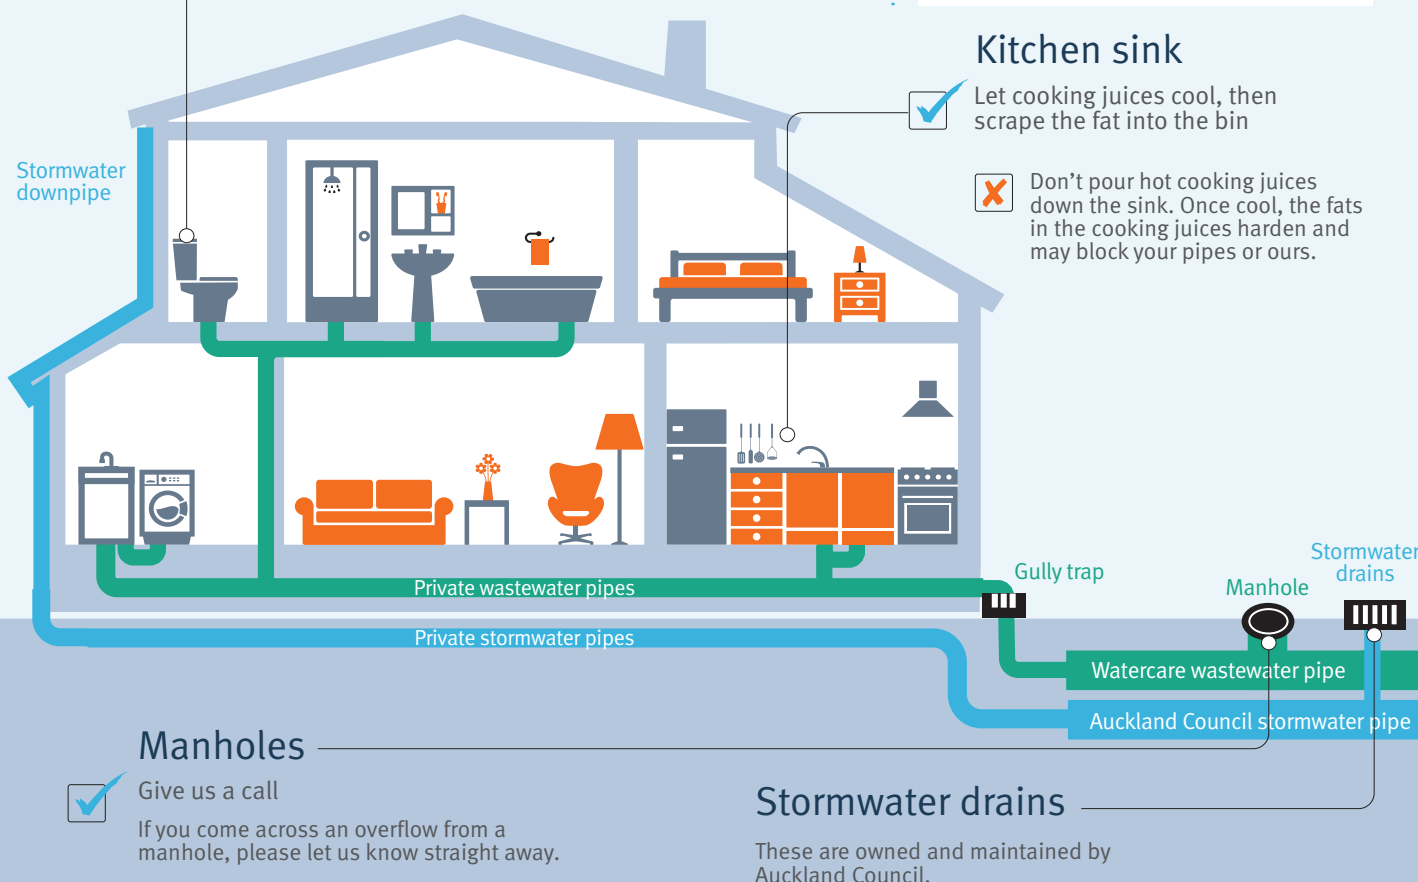 Kitchen sink
Let cooking juices cool, then
scrape the fat into the bin
Don’t pour hot cooking juices
down the sink. Once cool, the fats
in the cooking juices harden and
may block your pipes or ours.
Stormwater
downpipe
Private wastewater pipes
Private stormwater pipes
Gully trap
Manhole
Stormwater
drains
Watercare wastewater pipe
Auckland Council stormwater pipe
Manholes
Give us a call
If you come across an overflow from a
manhole, please let us know straight away.
Stormwater drains
These are owned and maintained by
Auckland Council.